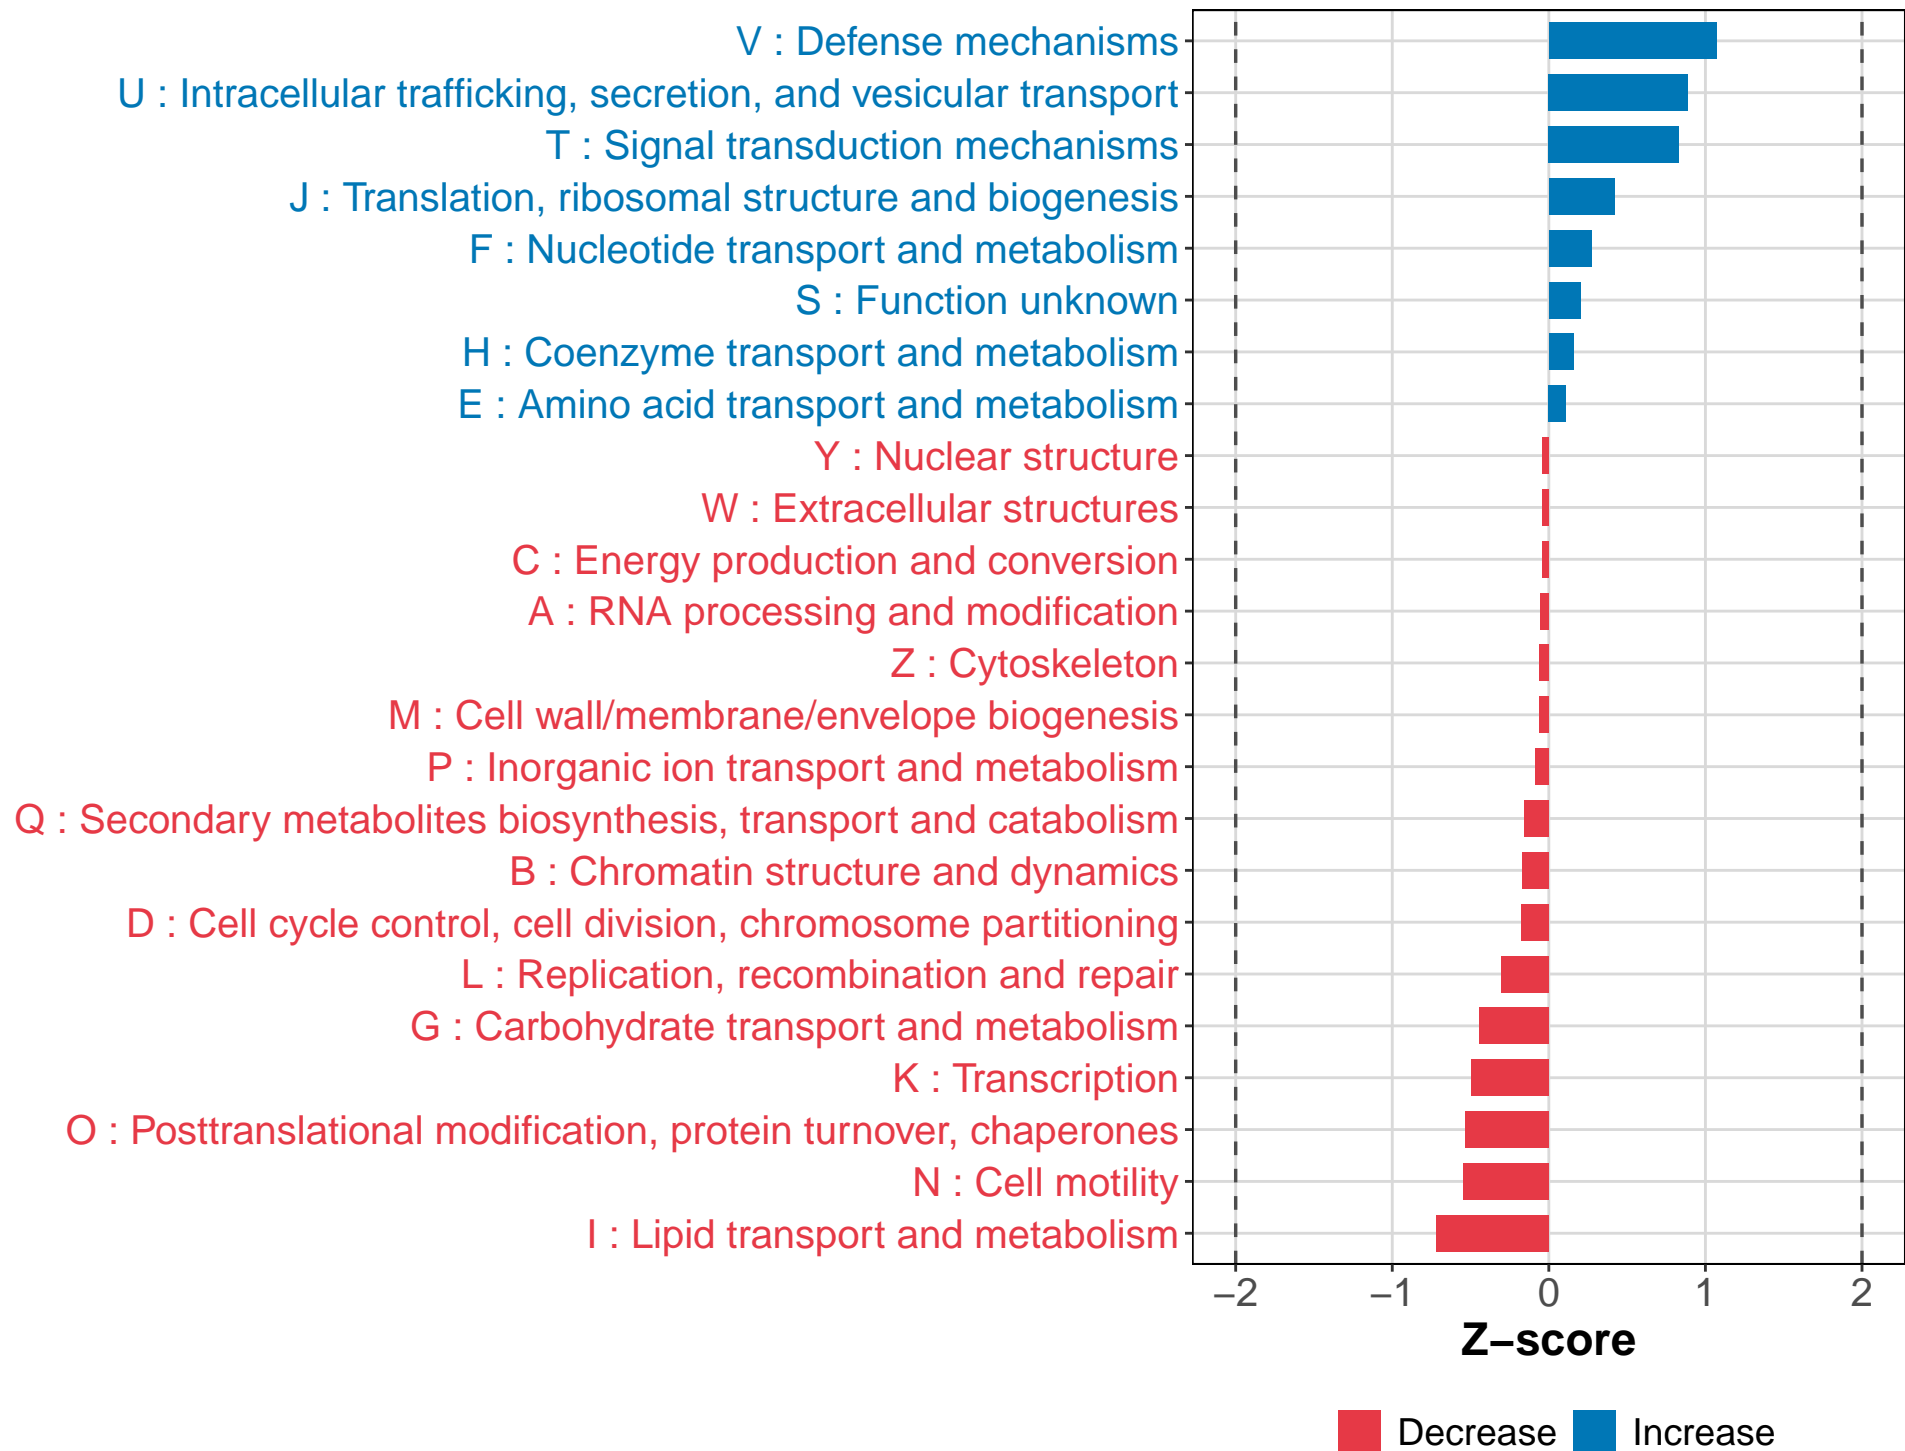 V : Defense mechanisms
U : Intracellular trafficking, secretion, and vesicular transport
T : Signal transduction mechanisms
J : Translation, ribosomal structure and biogenesis
F : Nucleotide transport and metabolism
S : Function unknown
H : Coenzyme transport and metabolism
E : Amino acid transport and metabolism
Y : Nuclear structure
W : Extracellular structures
C : Energy production and conversion
A : RNA processing and modification
Z : Cytoskeleton
M : Cell wall/membrane/envelope biogenesis
P : Inorganic ion transport and metabolism
Q : Secondary metabolites biosynthesis, transport and catabolism
B : Chromatin structure and dynamics
D : Cell cycle control, cell division, chromosome partitioning
L : Replication, recombination and repair
G : Carbohydrate transport and metabolism
K : Transcription
O : Posttranslational modification, protein turnover, chaperones
N : Cell motility
I : Lipid transport and metabolism
−2 −1 0 1 2
Z−score
Decrease Increase